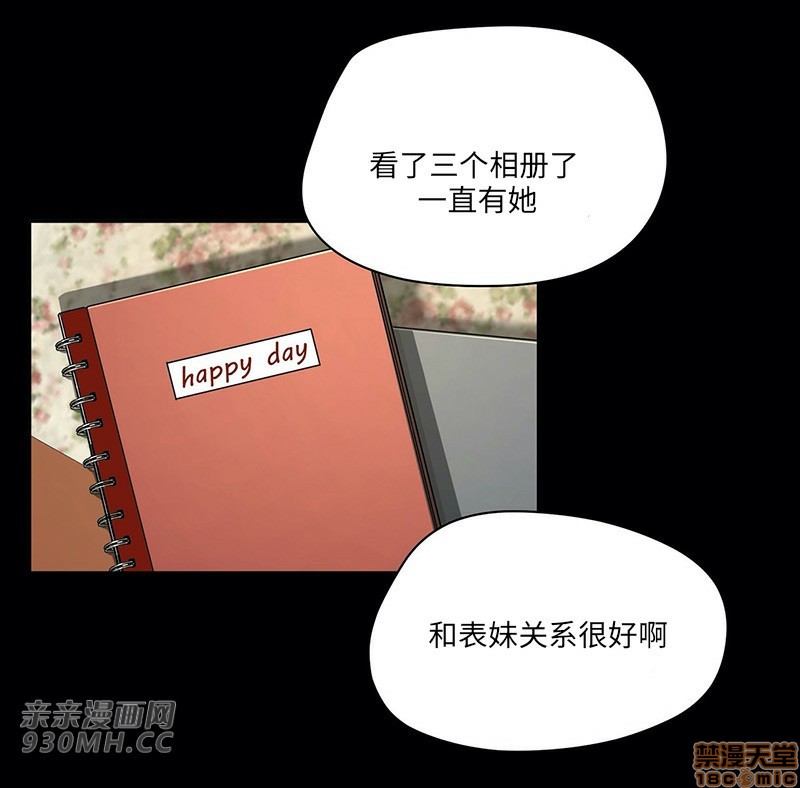 看了三个相册了
一直有她
happy day
和表妹关系很好啊
亲亲漫画网
930MH.CC
禁漫天堂
18comic